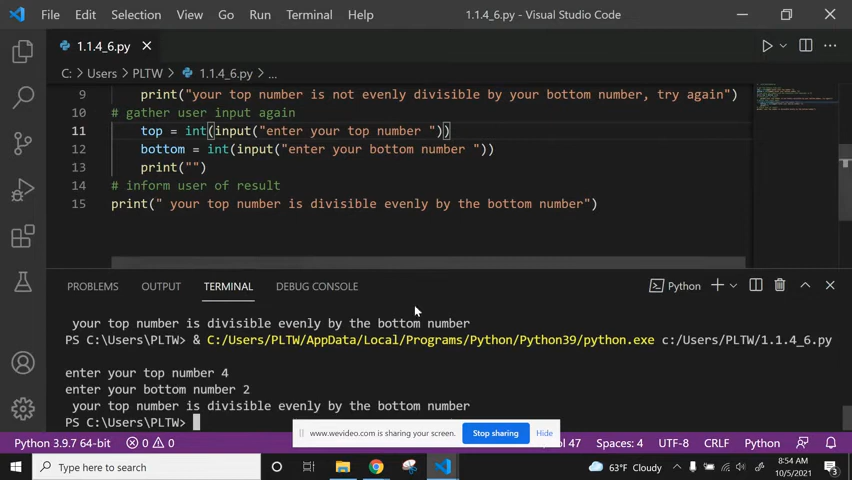 File Edit Selection View Go Run Terminal Help 1.1.4_6.py - Visual Studio Code
1.1.4_6.py
C: > Users > PLTW > 1.1.4_6.py > ...
9 print("your top number is not evenly divisible by your bottom number, try again")
10 # gather user input again
11 top = int(input("enter your top number "))
12 bottom = int(input("enter your bottom number "))
13 print("")
14 # inform user of result
15 print(" your top number is divisible evenly by the bottom number")
PROBLEMS OUTPUT TERMINAL DEBUG CONSOLE Python
your top number is divisible evenly by the bottom number
PS C:\Users\PLTW> & C:/Users/PLTW/AppData/Local/Programs/Python/Python39/python.exe c:/Users/PLTW/1.1.4_6.py
enter your top number 4
enter your bottom number 2
your top number is divisible evenly by the bottom number
PS C:\Users\PLTW>
www.wevideo.com is sharing your screen. Stop sharing Hide
Python 3.9.7 64-bit 0 0 Col 47 Spaces: 4 UTF-8 CRLF Python
Type here to search 63°F Cloudy 8:54 AM
10/5/2021 3